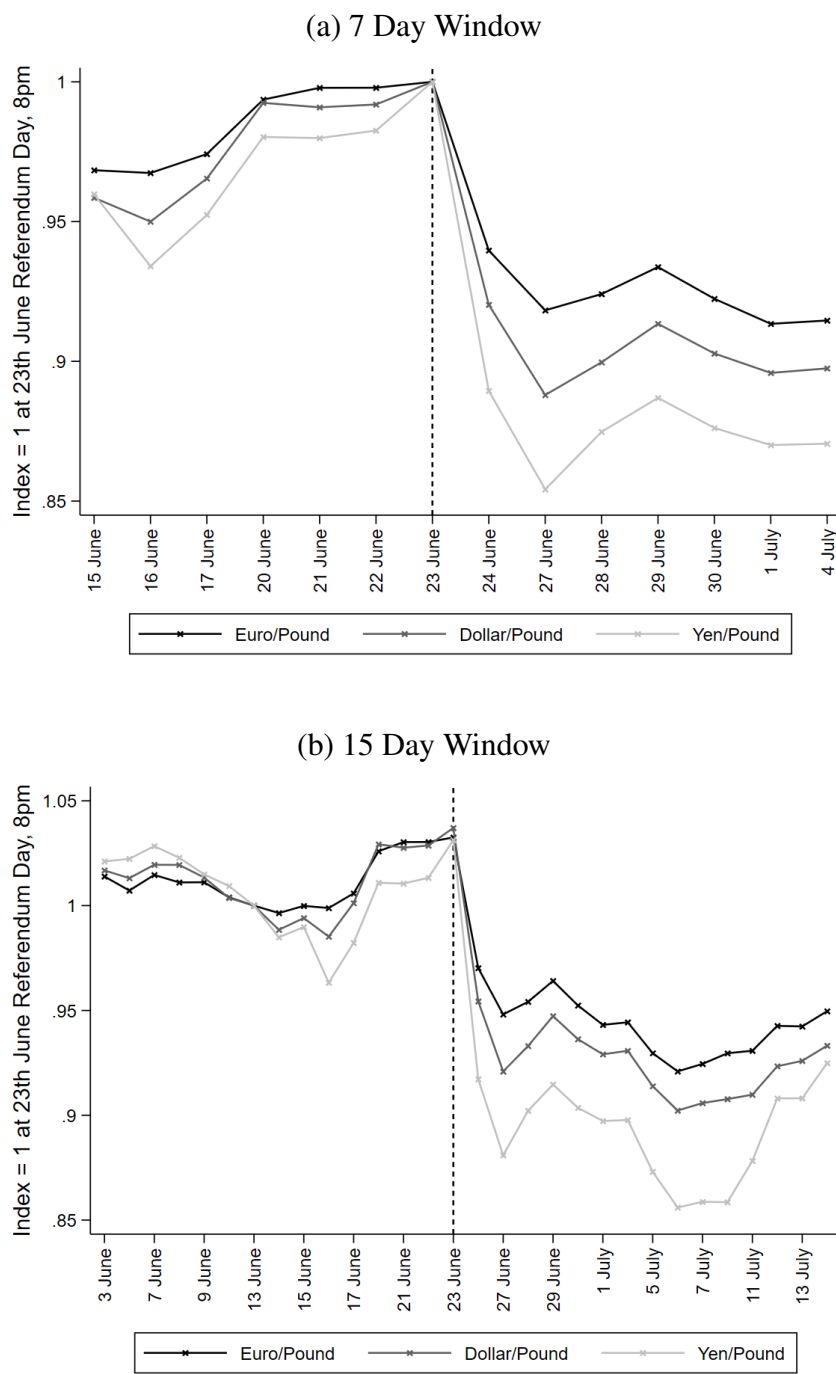 (a) 7 Day Window
Index = 1 at 23th June Referendum Day, 8pm
1
.95
.9
.85
15 June
16 June
17 June
20 June
21 June
22 June
23 June
24 June
27 June
28 June
29 June
30 June
1 July
4 July
Euro/Pound
Dollar/Pound
Yen/Pound
(b) 15 Day Window
Index = 1 at 23th June Referendum Day, 8pm
1.05
1
.95
.9
.85
3 June
7 June
9 June
13 June
15 June
17 June
21 June
23 June
27 June
29 June
1 July
5 July
7 July
11 July
13 July
Euro/Pound
Dollar/Pound
Yen/Pound